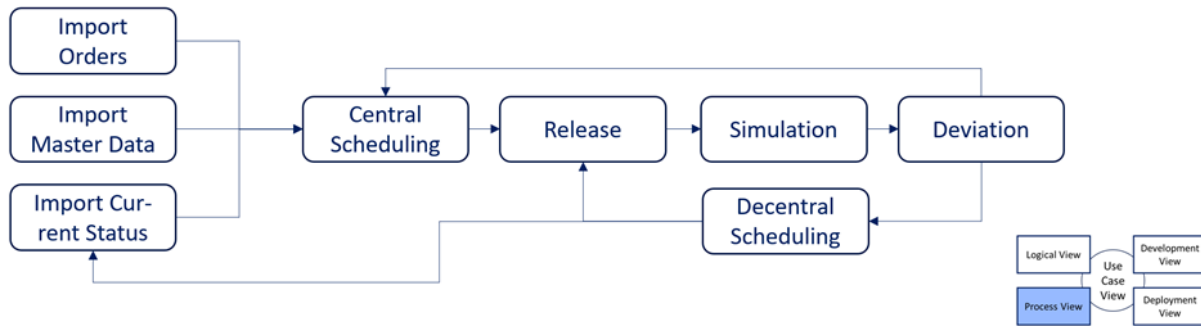 Import
Orders
Import
Master Data
Import Cur-
rent Status
Central
Scheduling
Release
Simulation
Deviation
Decentral
Scheduling
Logical View
Development
View
Use
Case
View
Process View
Deployment
View